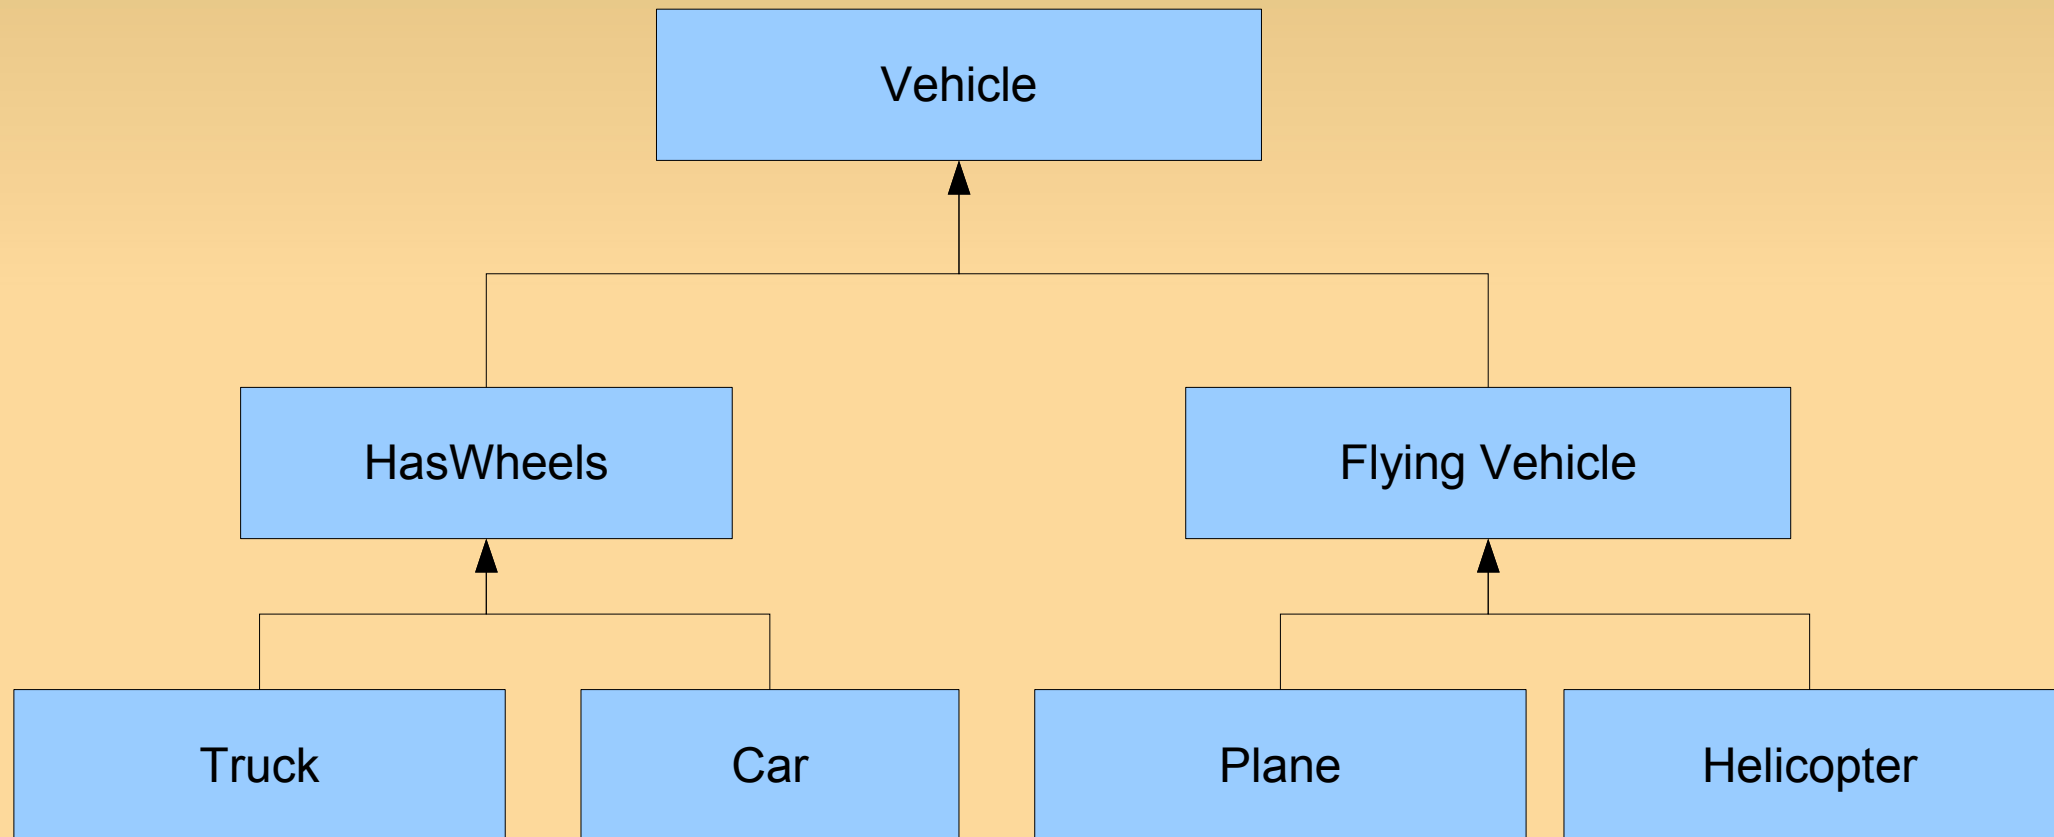 Vehicle
HasWheels
Flying Vehicle
Truck
Car
Plane
Helicopter